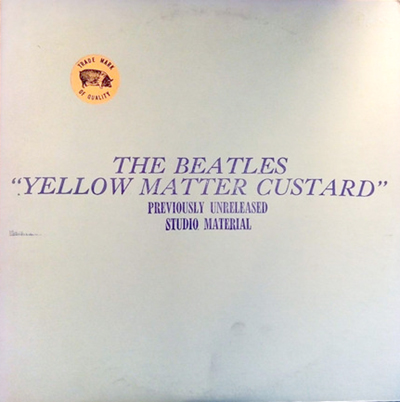 TRADE MARK
OF QUALITY
THE BEATLES
"YELLOW MATTER CUSTARD"
PREVIOUSLY UNRELEASED
STUDIO MATERIAL